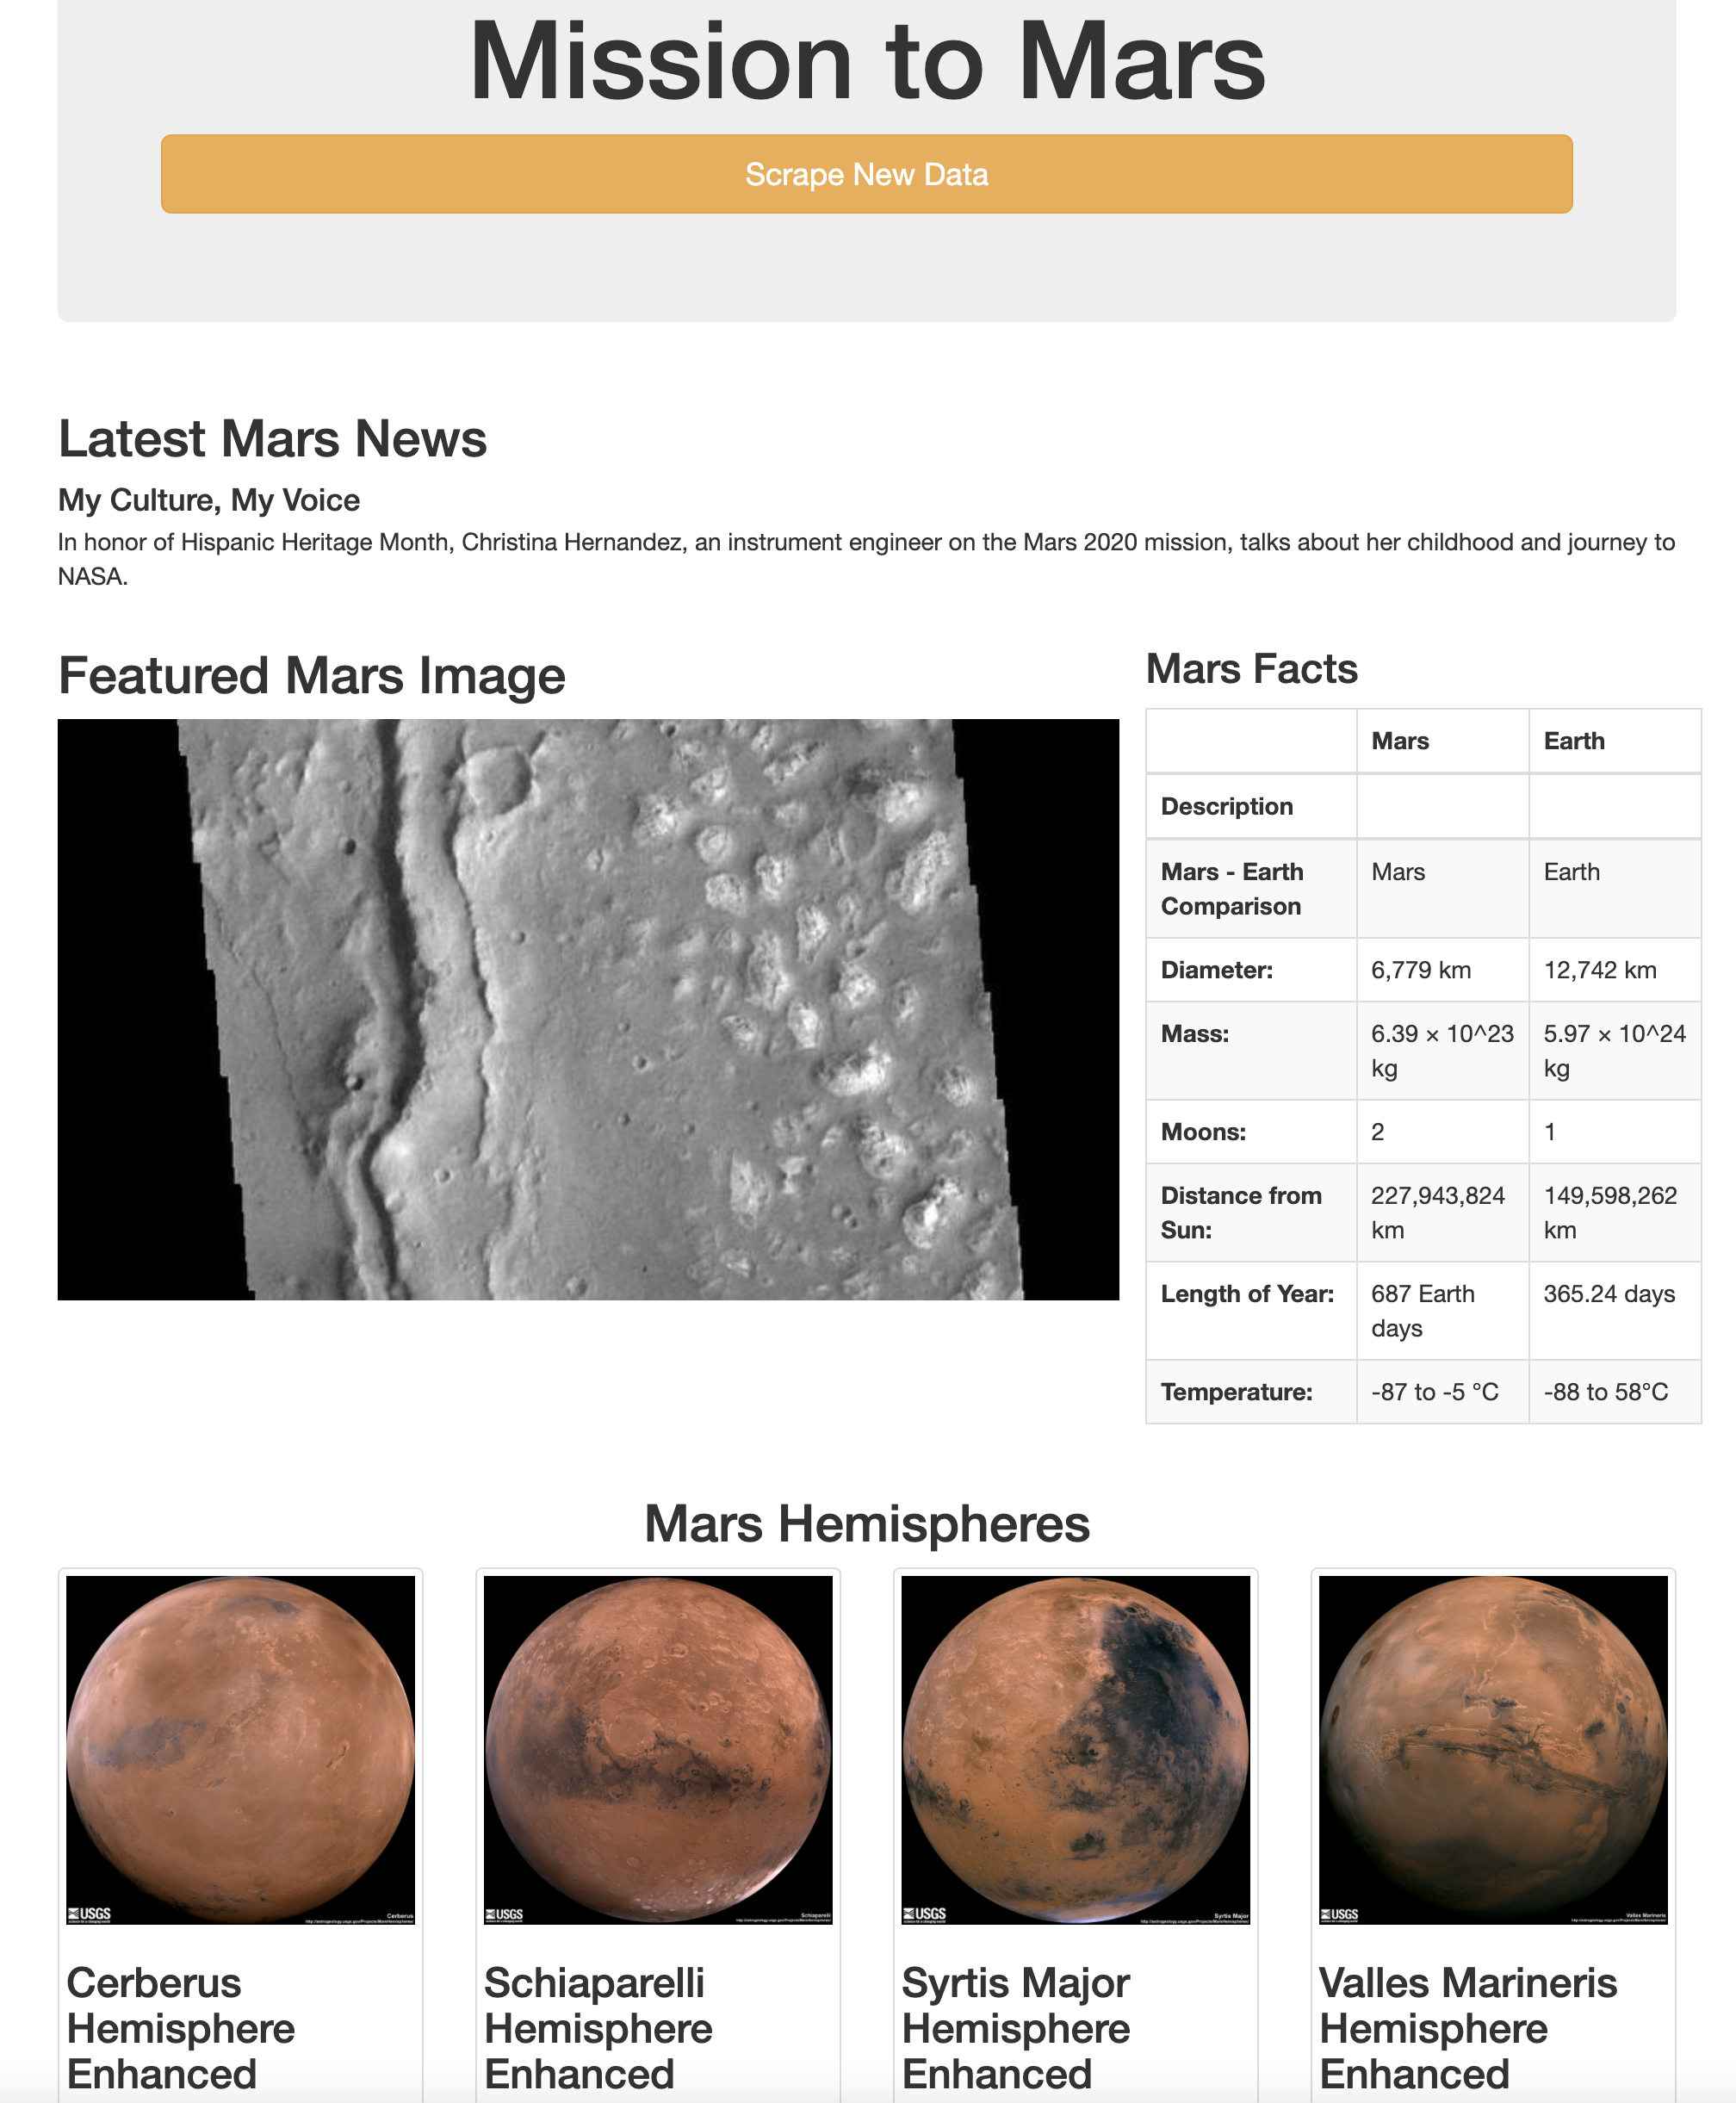 Mission to Mars
Scrape New Data
Latest Mars News
My Culture, My Voice
In honor of Hispanic Heritage Month, Christina Hernandez, an instrument engineer on the Mars 2020 mission, talks about her childhood and journey to
NASA.
Featured Mars Image
Mars Facts
Mars Earth
Description
Mars - Earth Mars Earth
Comparison
Diameter: 6,779 km 12,742 km
Mass: 6.39 × 10^23 5.97 × 10^24
kg kg
Moons: 2 1
Distance from 227,943,824 149,598,262
Sun: km km
Length of Year: 687 Earth 365.24 days
days
Temperature: -87 to -5 °C -88 to 58°C
Mars Hemispheres
USGS Cerberus
USGS Schiaparelli
USGS Syrtis Major
USGS Valles Marineris
Cerberus
Hemisphere
Enhanced
Schiaparelli
Hemisphere
Enhanced
Syrtis Major
Hemisphere
Enhanced
Valles Marineris
Hemisphere
Enhanced